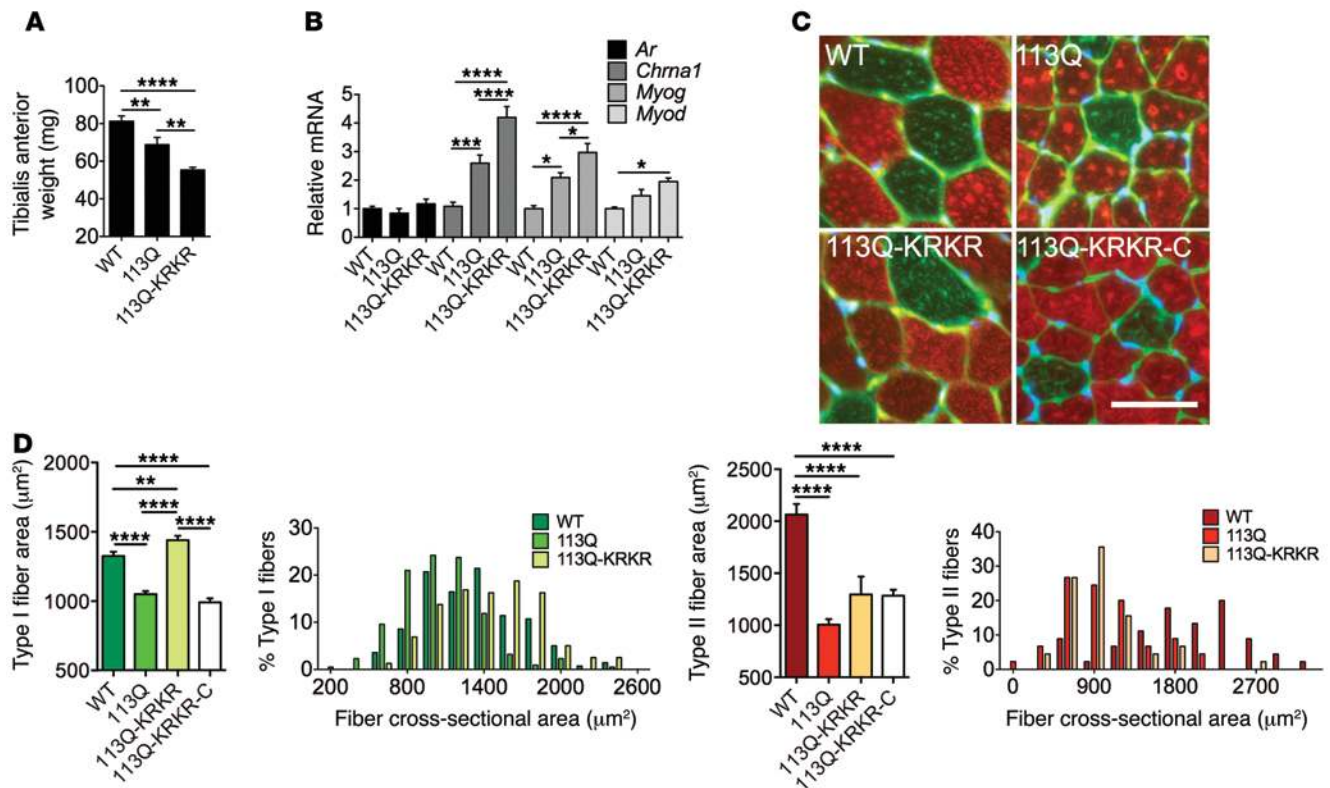 A
Tibialis anterior
weight (mg)
100
80
60
40
20
****
**
**
WT
113Q
113Q-KRKR
B
Relative mRNA
5
4
3
2
1
0
Ar
Chrna1
Myog
Myod
****
****
***
****
*
*
*
WT
113Q
113Q-KRKR
WT
113Q
113Q-KRKR
WT
113Q
113Q-KRKR
WT
113Q
113Q-KRKR
C
WT
113Q
113Q-KRKR
113Q-KRKR-C
D
Type I fiber area (μm²)
2000
1500
1000
500
****
**
****
****
****
WT
113Q
113Q-KRKR
113Q-KRKR-C
% Type I fibers
30
20
10
0
WT
113Q
113Q-KRKR
200 800 1400 2000 2600
Fiber cross-sectional area (μm²)
Type II fiber area (μm²)
2500
2000
1500
1000
500
****
****
****
WT
113Q
113Q-KRKR
113Q-KRKR-C
% Type II fibers
40
30
20
10
0
WT
113Q
113Q-KRKR
0 900 1800 2700
Fiber cross-sectional area (μm²)